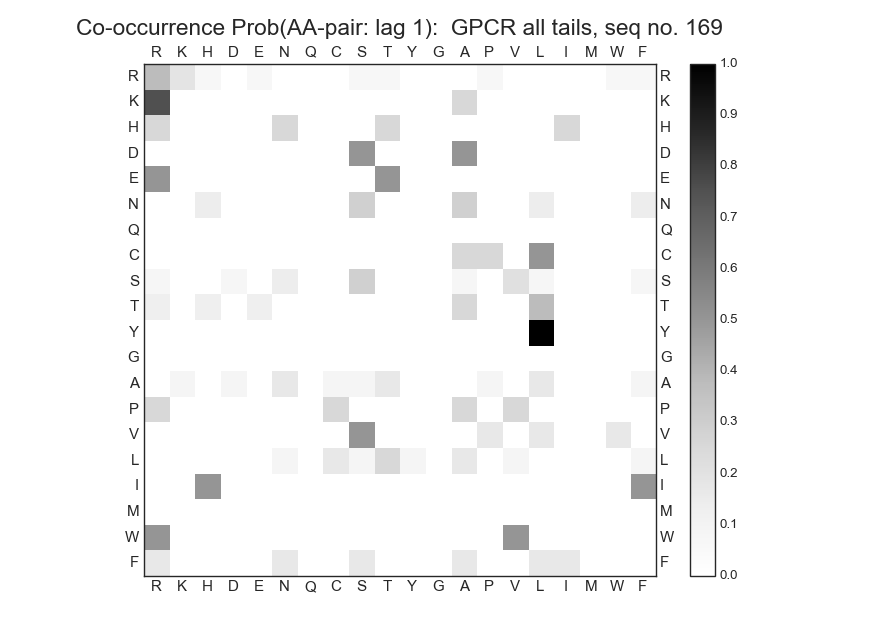 Co-occurrence Prob(AA-pair: lag 1):  GPCR all tails, seq no. 169
R K H D E N Q C S T Y G A P V L I M W F
R R 1.0
K K 0.9
H H
D D 0.8
E E
N N 0.7
Q Q
C C 0.6
S S
T T 0.5
Y Y
G G 0.4
A A
P P 0.3
V V
L L 0.2
I I
M M 0.1
W W
F F 0.0
R K H D E N Q C S T Y G A P V L I M W F